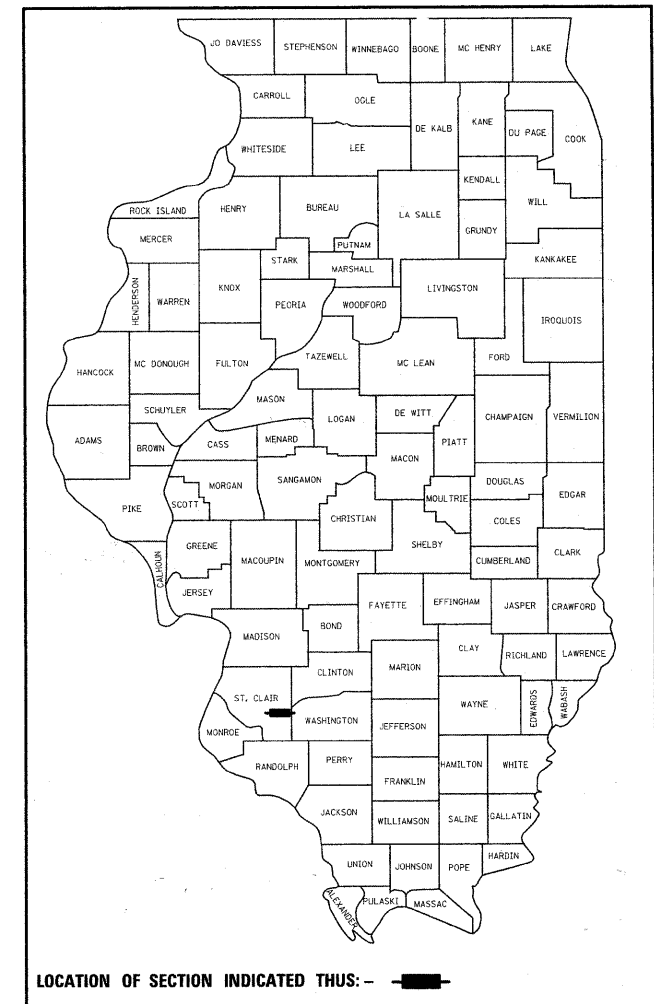 JO DAVIESS STEPHENSON WINNEBAGO BOONE MC HENRY LAKE
CARROLL OGLE
DE KALB KANE DU PAGE COOK
WHITESIDE LEE
KENDALL
WILL
ROCK ISLAND HENRY BUREAU LA SALLE
GRUNDY
MERCER PUTNAM
STARK MARSHALL KANKAKEE
HENDERSON WARREN KNOX PEORIA WOODFORD LIVINGSTON
IROQUOIS
TAZEWELL MC LEAN FORD
HANCOCK MC DONOUGH FULTON
MASON
SCHUYLER LOGAN DE WITT CHAMPAIGN VERMILION
ADAMS BROWN CASS MENARD PIATT
MACON
MORGAN SANGAMON DOUGLAS
PIKE SCOTT MOULTRIE EDGAR
CHRISTIAN COLES
GREENE SHELBY
CALHOUN MACOUPIN MONTGOMERY CUMBERLAND CLARK
JERSEY
FAYETTE EFFINGHAM JASPER CRAWFORD
MADISON BOND
CLAY RICHLAND LAWRENCE
CLINTON MARION
ST. CLAIR WAYNE EDWARDS WABASH
WASHINGTON JEFFERSON
MONROE
RANDOLPH PERRY HAMILTON WHITE
FRANKLIN
JACKSON WILLIAMSON SALINE GALLATIN
UNION JOHNSON POPE HARDIN
ALEXANDER PULASKI MASSAC
LOCATION OF SECTION INDICATED THUS: -